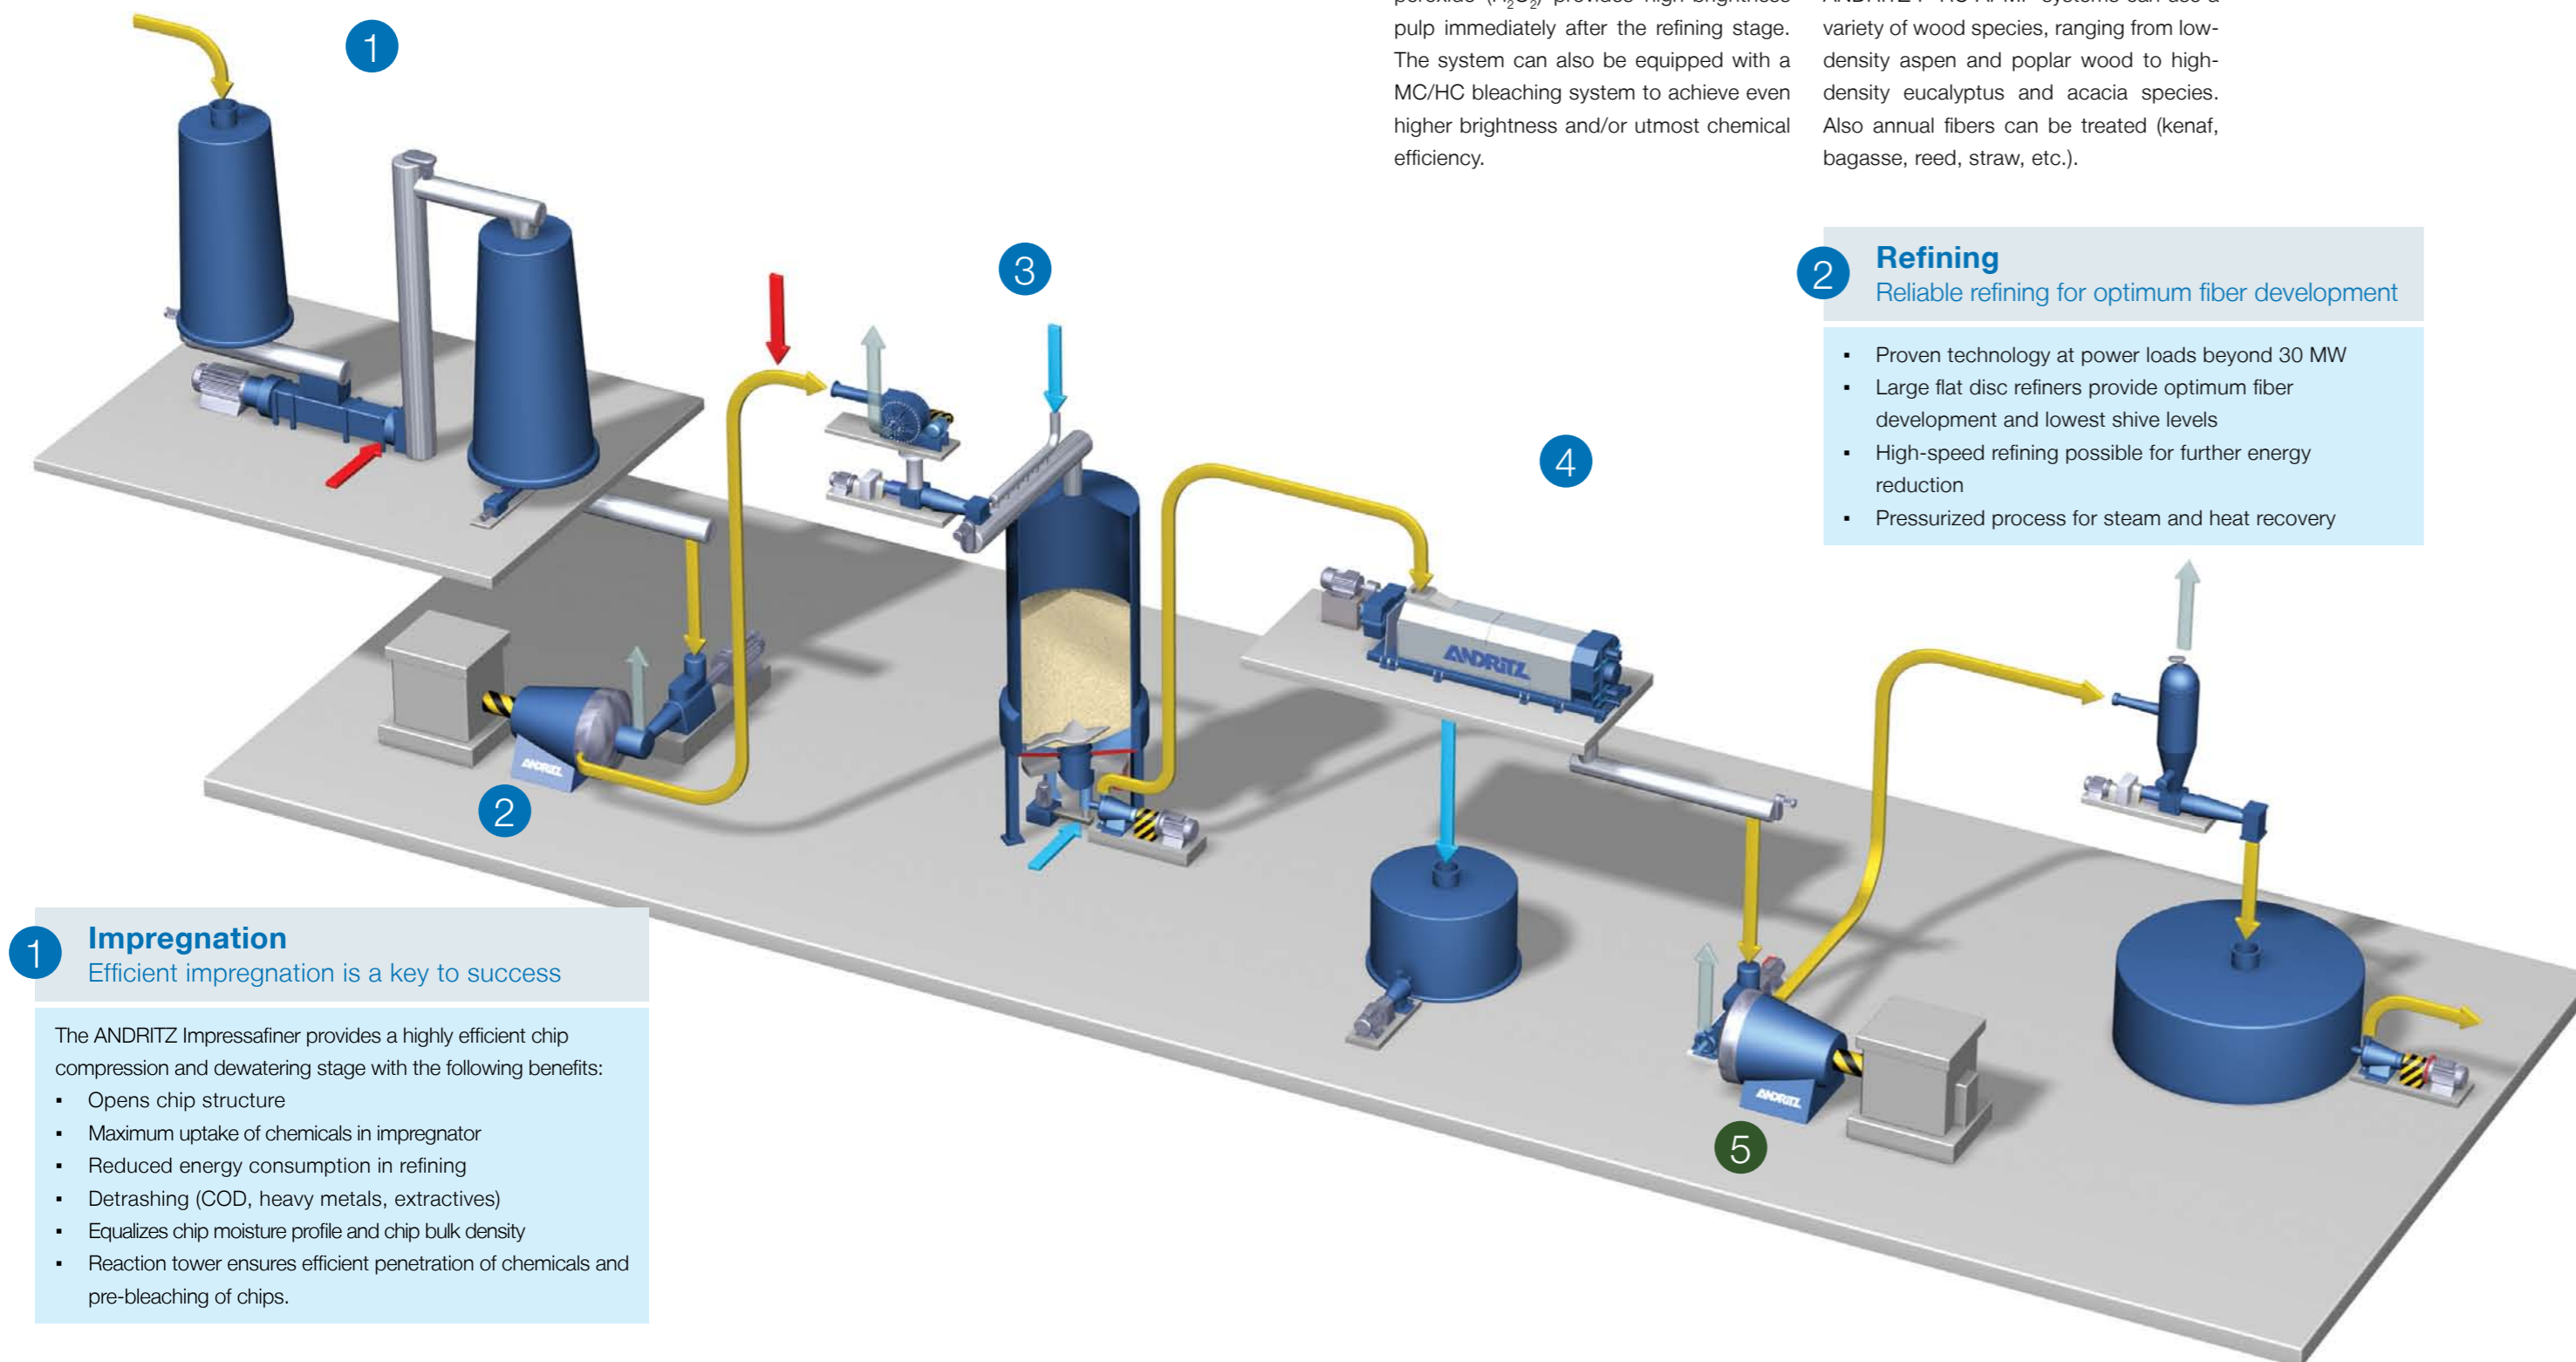 pulp immediately after the refining stage.
The system can also be equipped with a
MC/HC bleaching system to achieve even
higher brightness and/or utmost chemical
efficiency.
variety of wood species, ranging from low-
density aspen and poplar wood to high-
density eucalyptus and acacia species.
Also annual fibers can be treated (kenaf,
bagasse, reed, straw, etc.).
1
3
2
Refining
Reliable refining for optimum fiber development
▪ Proven technology at power loads beyond 30 MW
▪ Large flat disc refiners provide optimum fiber
development and lowest shive levels
▪ High-speed refining possible for further energy
reduction
▪ Pressurized process for steam and heat recovery
4
ANDRITZ
ANDRITZ
2
ANDRITZ
5
1
Impregnation
Efficient impregnation is a key to success
The ANDRITZ Impressafiner provides a highly efficient chip
compression and dewatering stage with the following benefits:
▪ Opens chip structure
▪ Maximum uptake of chemicals in impregnator
▪ Reduced energy consumption in refining
▪ Detrashing (COD, heavy metals, extractives)
▪ Equalizes chip moisture profile and chip bulk density
▪ Reaction tower ensures efficient penetration of chemicals and
pre-bleaching of chips.